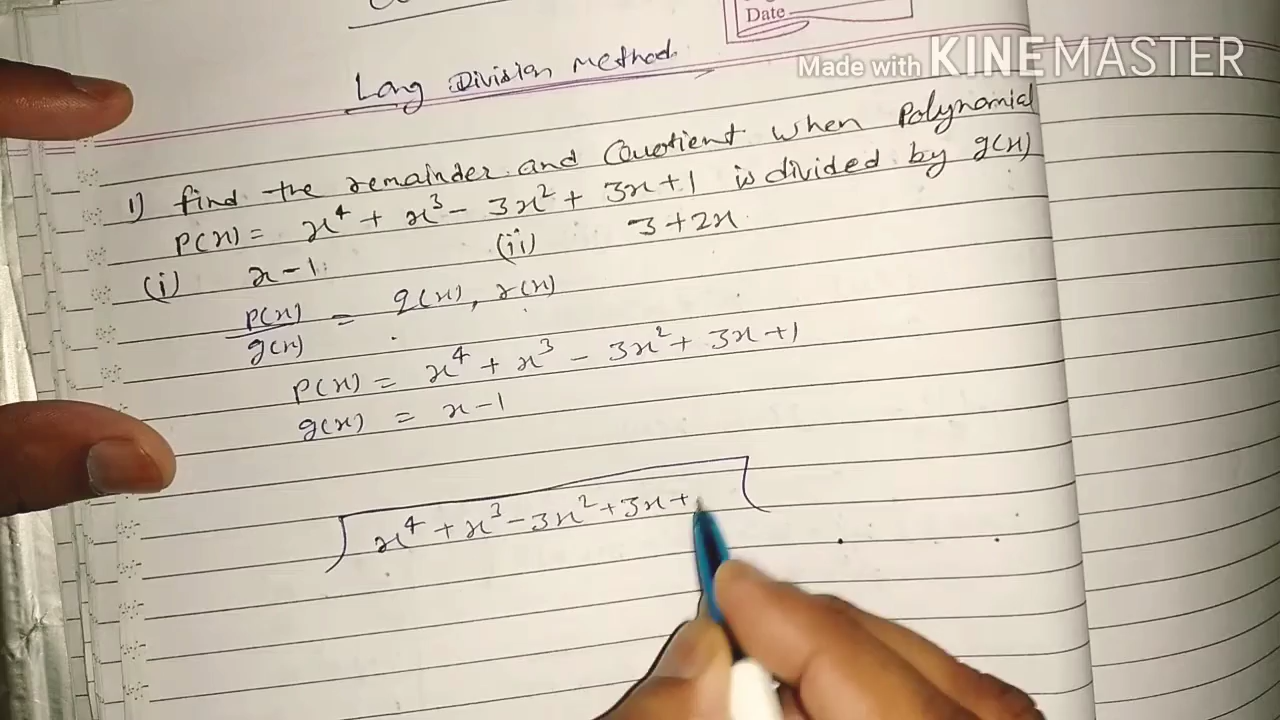 Date
Made with KINEMASTER
Long Division Method
1) find the remainder and Quotient when Polynomial
P(x) = x⁴ + x³ - 3x² + 3x + 1 is divided by g(x)
(i) x - 1 (ii) 3 + 2x
P(x)/g(x) = q(x), r(x)
P(x) = x⁴ + x³ - 3x² + 3x + 1
g(x) = x - 1
x⁴ + x³ - 3x² + 3x +